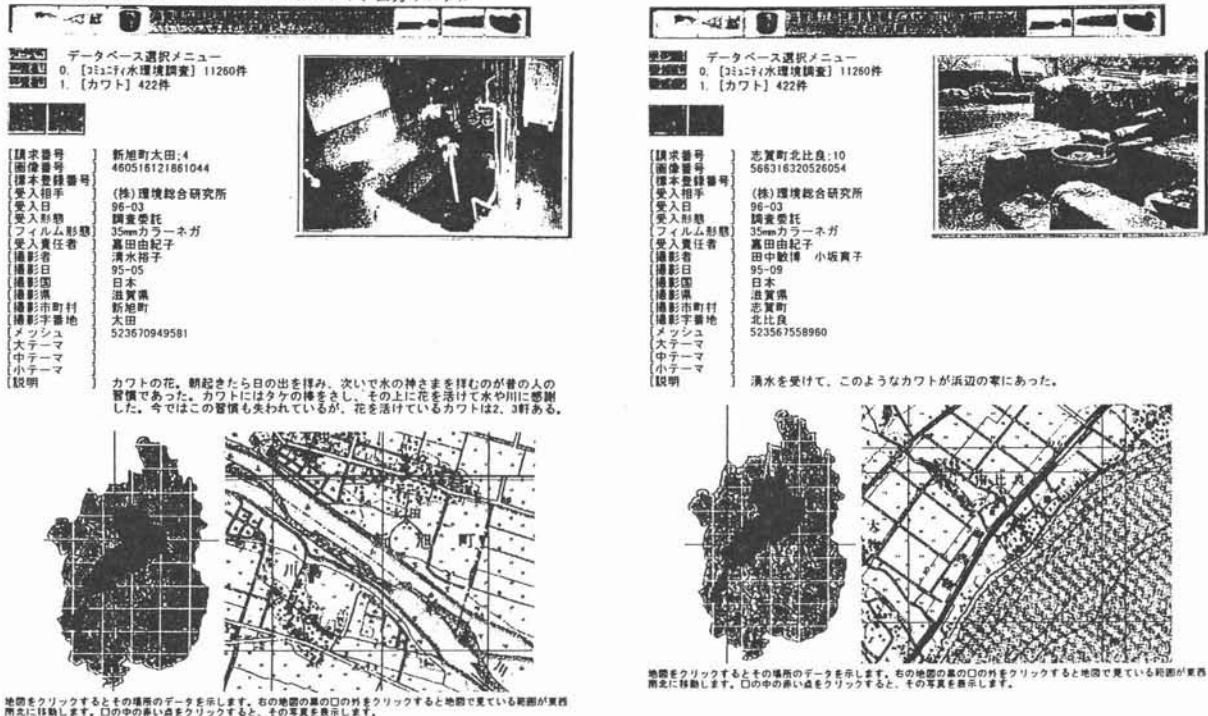 データベース選択メニュー
0. [コミュニティ水環境調査] 11260件
1. [カワト] 422件
[請求番号] 新旭町太田;4
[画像番号] 460516121861044
[標本登録番号]
[受入相手] (株)環境総合研究所
[受入日] 96-03
[受入形態] 調査委託
[フィルム形態] 35mmカラーネガ
[受入責任者] 嘉田由紀子
[撮影者] 清水裕子
[撮影日] 95-05
[撮影国] 日本
[撮影県] 滋賀県
[撮影市町村] 新旭町
[撮影字番地] 太田
[メッシュ] 523670949581
[大テーマ]
[中テーマ]
[小テーマ]
[説明] カワトの花。朝起きたら日の出を拝み、次いで水の神さまを拝むのが昔の人の
習慣であった。カワトにはタケの棒をさし、その上に花を活けて水や川に感謝
した。今ではこの習慣も失われているが、花を活けているカワトは2、3軒ある。
太田
新旭町
川
地図をクリックするとその場所のデータを示します。右の地図の黒の口の外をクリックすると地図で見ている範囲が東西
南北に移動します。口の中の赤い点をクリックすると、その写真を表示します。
データベース選択メニュー
0. [コミュニティ水環境調査] 11260件
1. [カワト] 422件
[請求番号] 志賀町北比良;10
[画像番号] 566316320526054
[標本登録番号]
[受入相手] (株)環境総合研究所
[受入日] 96-03
[受入形態] 調査委託
[フィルム形態] 35mmカラーネガ
[受入責任者] 嘉田由紀子
[撮影者] 田中敏博 小坂育子
[撮影日] 95-09
[撮影国] 日本
[撮影県] 滋賀県
[撮影市町村] 志賀町
[撮影字番地] 北比良
[メッシュ] 523567558960
[大テーマ]
[中テーマ]
[小テーマ]
[説明] 湧水を受けて、このようなカワトが浜辺の家にあった。
比良
地図をクリックするとその場所のデータを示します。右の地図の黒の口の外をクリックすると地図で見ている範囲が東西
南北に移動します。口の中の赤い点をクリックすると、その写真を表示します。